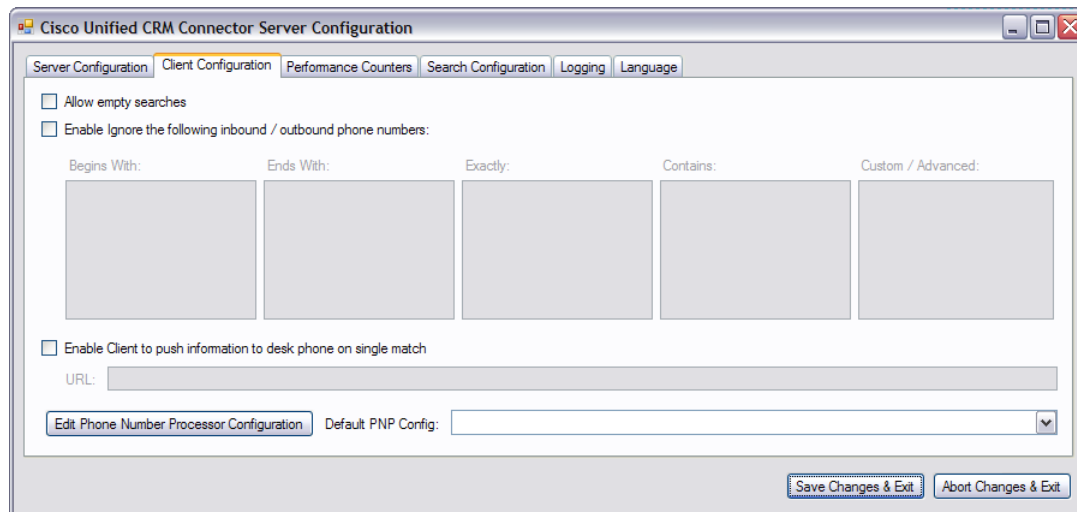 Cisco Unified CRM Connector Server Configuration
Server Configuration Client Configuration Performance Counters Search Configuration Logging Language
Allow empty searches
Enable Ignore the following inbound / outbound phone numbers:
Begins With: Ends With: Exactly: Contains: Custom / Advanced:
Enable Client to push information to desk phone on single match
URL:
Edit Phone Number Processor Configuration Default PNP Config:
Save Changes & Exit Abort Changes & Exit